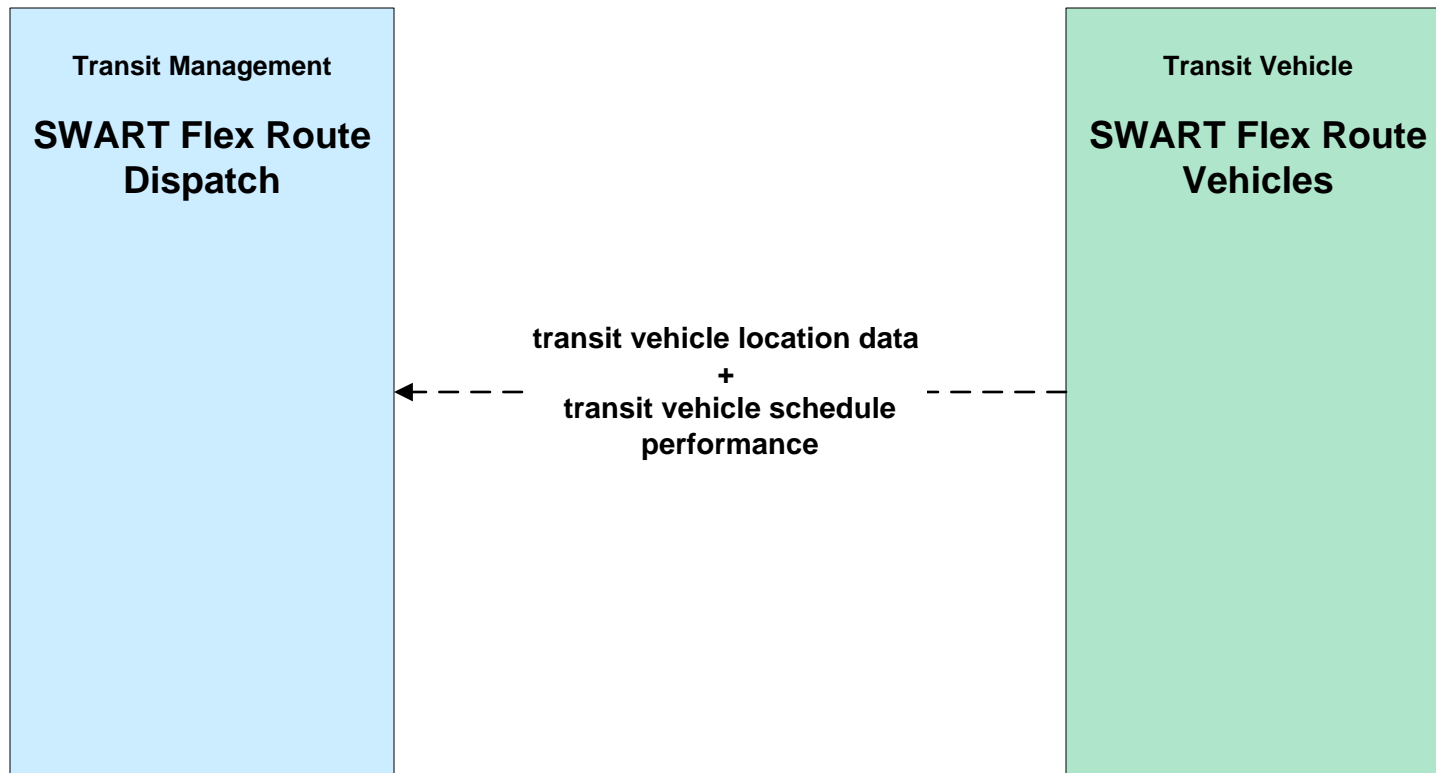 Transit Management
SWART Flex Route
Dispatch
transit vehicle location data
+
transit vehicle schedule
performance
Transit Vehicle
SWART Flex Route
Vehicles